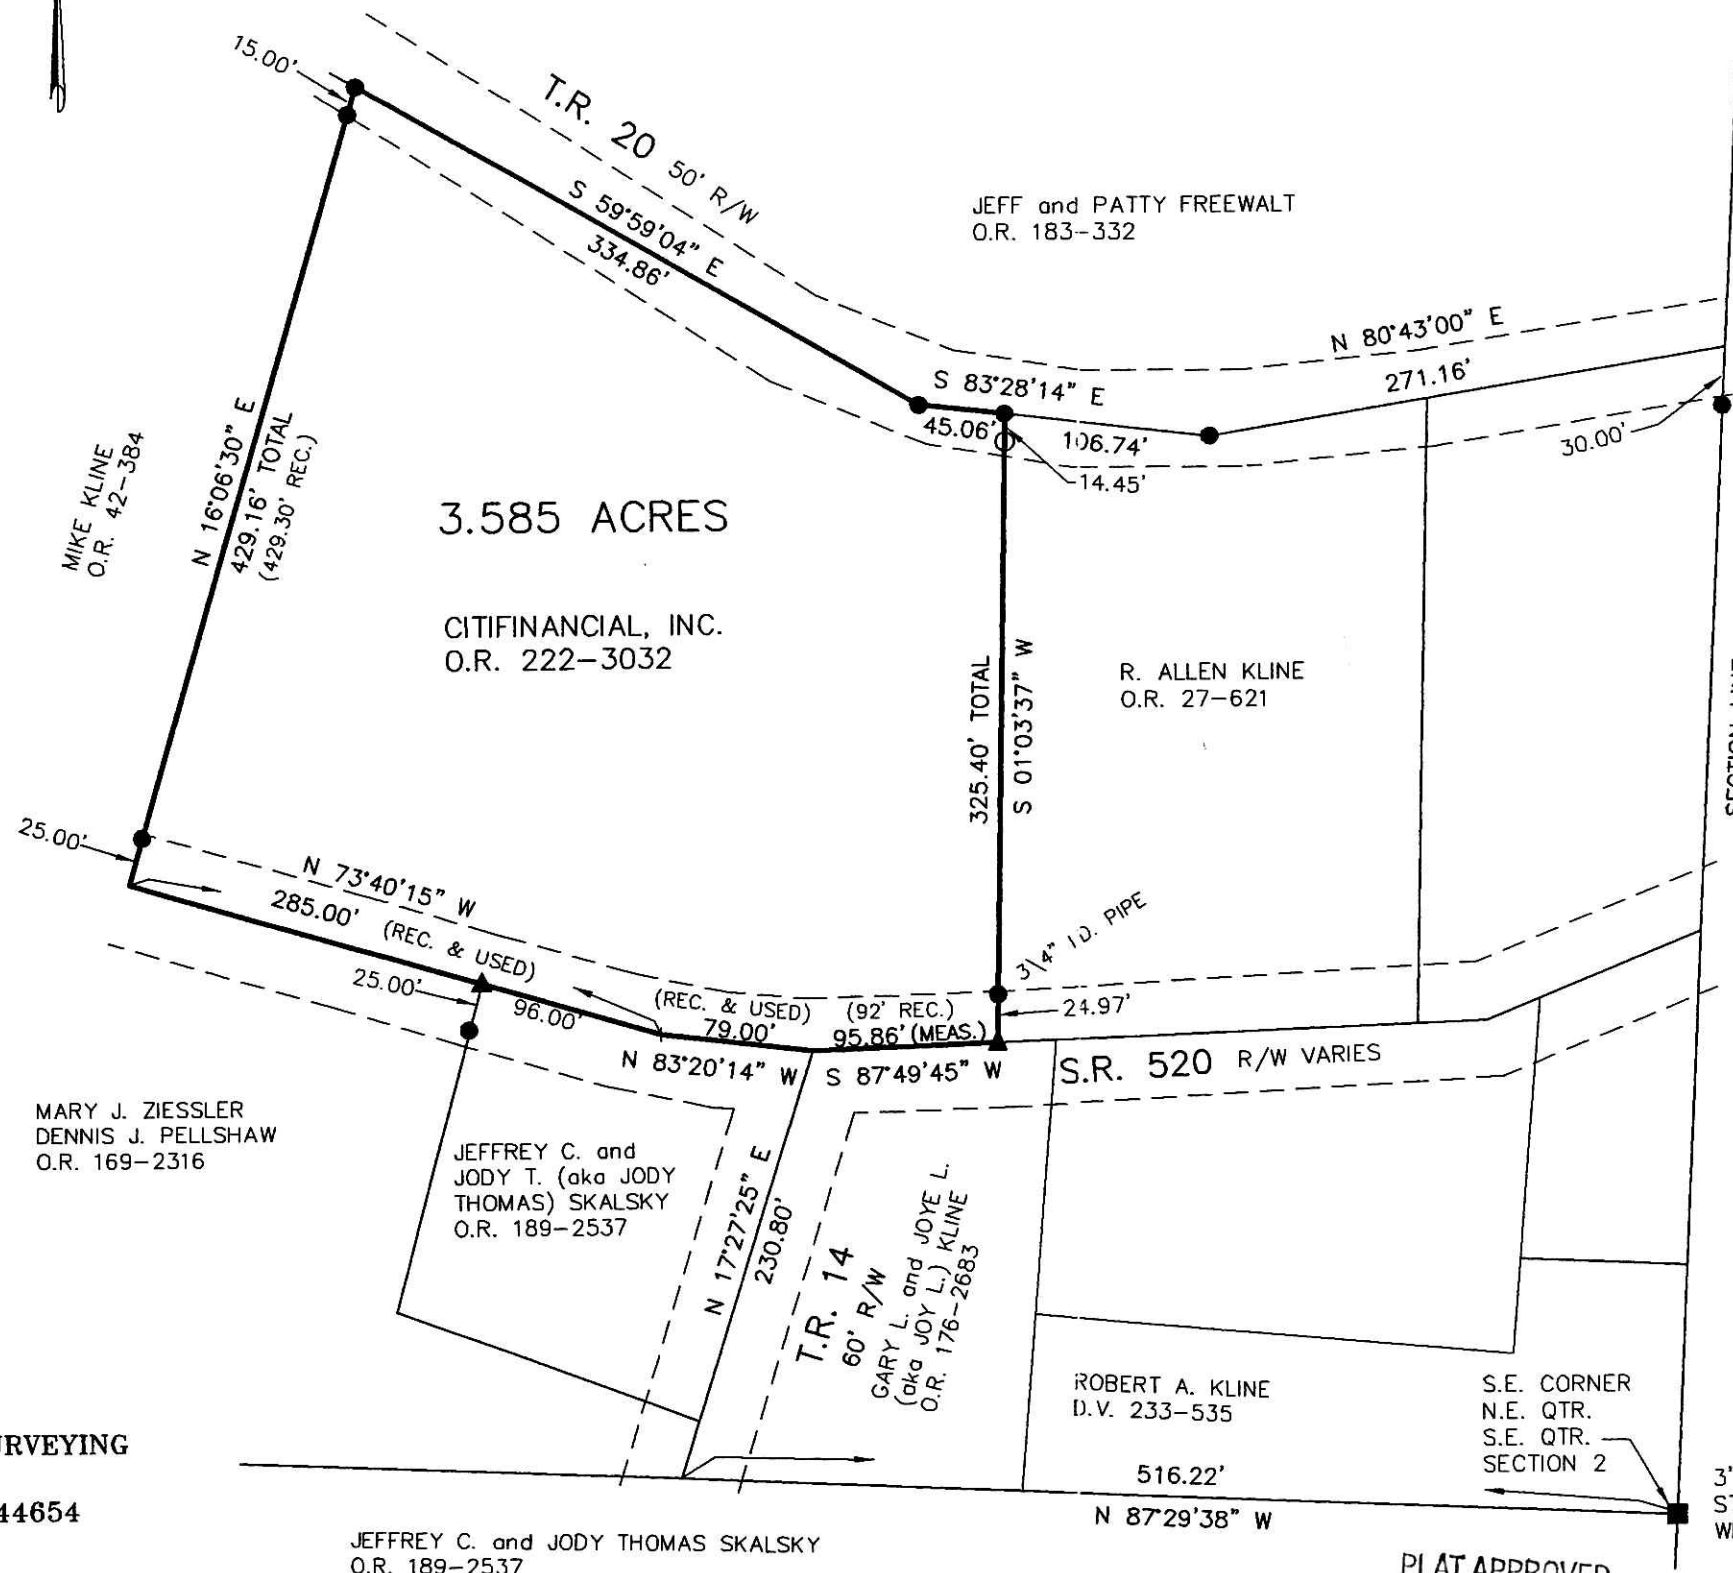 15.00'
T.R. 20 50' R/W
S 59°59'04" E
334.86'
JEFF and PATTY FREEWALT
O.R. 183-332
N 80°43'00" E
271.16'
S 83°28'14" E
45.06'
106.74'
14.45'
30.00'
MIKE KLINE
O.R. 42-384
N 16°06'30" E
429.16' TOTAL
(429.30' REC.)
3.585 ACRES
CITIFINANCIAL, INC.
O.R. 222-3032
325.40' TOTAL
S 01°03'37" W
R. ALLEN KLINE
O.R. 27-621
25.00'
N 73°40'15" W
285.00' (REC. & USED)
25.00'
96.00'
(REC. & USED)
79.00'
(92' REC.)
95.86' (MEAS.)
3\4" I.D. PIPE
24.97'
N 83°20'14" W
S 87°49'45" W
S.R. 520 R/W VARIES
MARY J. ZIESSLER
DENNIS J. PELLSHAW
O.R. 169-2316
JEFFREY C. and
JODY T. (aka JODY
THOMAS) SKALSKY
O.R. 189-2537
N 17°27'25" E
230.80'
T.R. 14
60' R/W
GARY L. and JOYE L.
(aka JOY L.) KLINE
O.R. 176-2683
ROBERT A. KLINE
D.V. 233-535
S.E. CORNER
N.E. QTR.
S.E. QTR.
SECTION 2
516.22'
N 87°29'38" W
44654
JEFFREY C. and JODY THOMAS SKALSKY
O.R. 189-2537
PLAT APPROVED